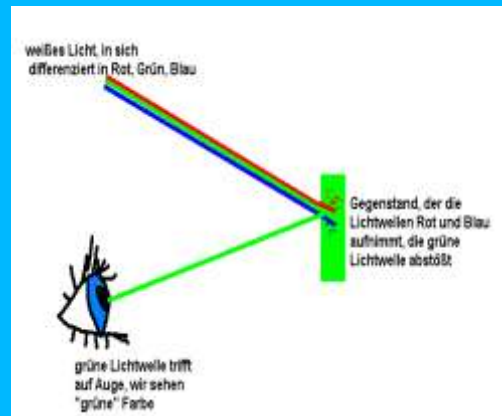 weißes Licht, in sich
differenziert in Rot, Grün, Blau
Gegenstand, der die
Lichtwellen Rot und Blau
aufnimmt, die grüne
Lichtwelle abstößt
grüne Lichtwelle trifft
auf Auge, wir sehen
"grüne" Farbe